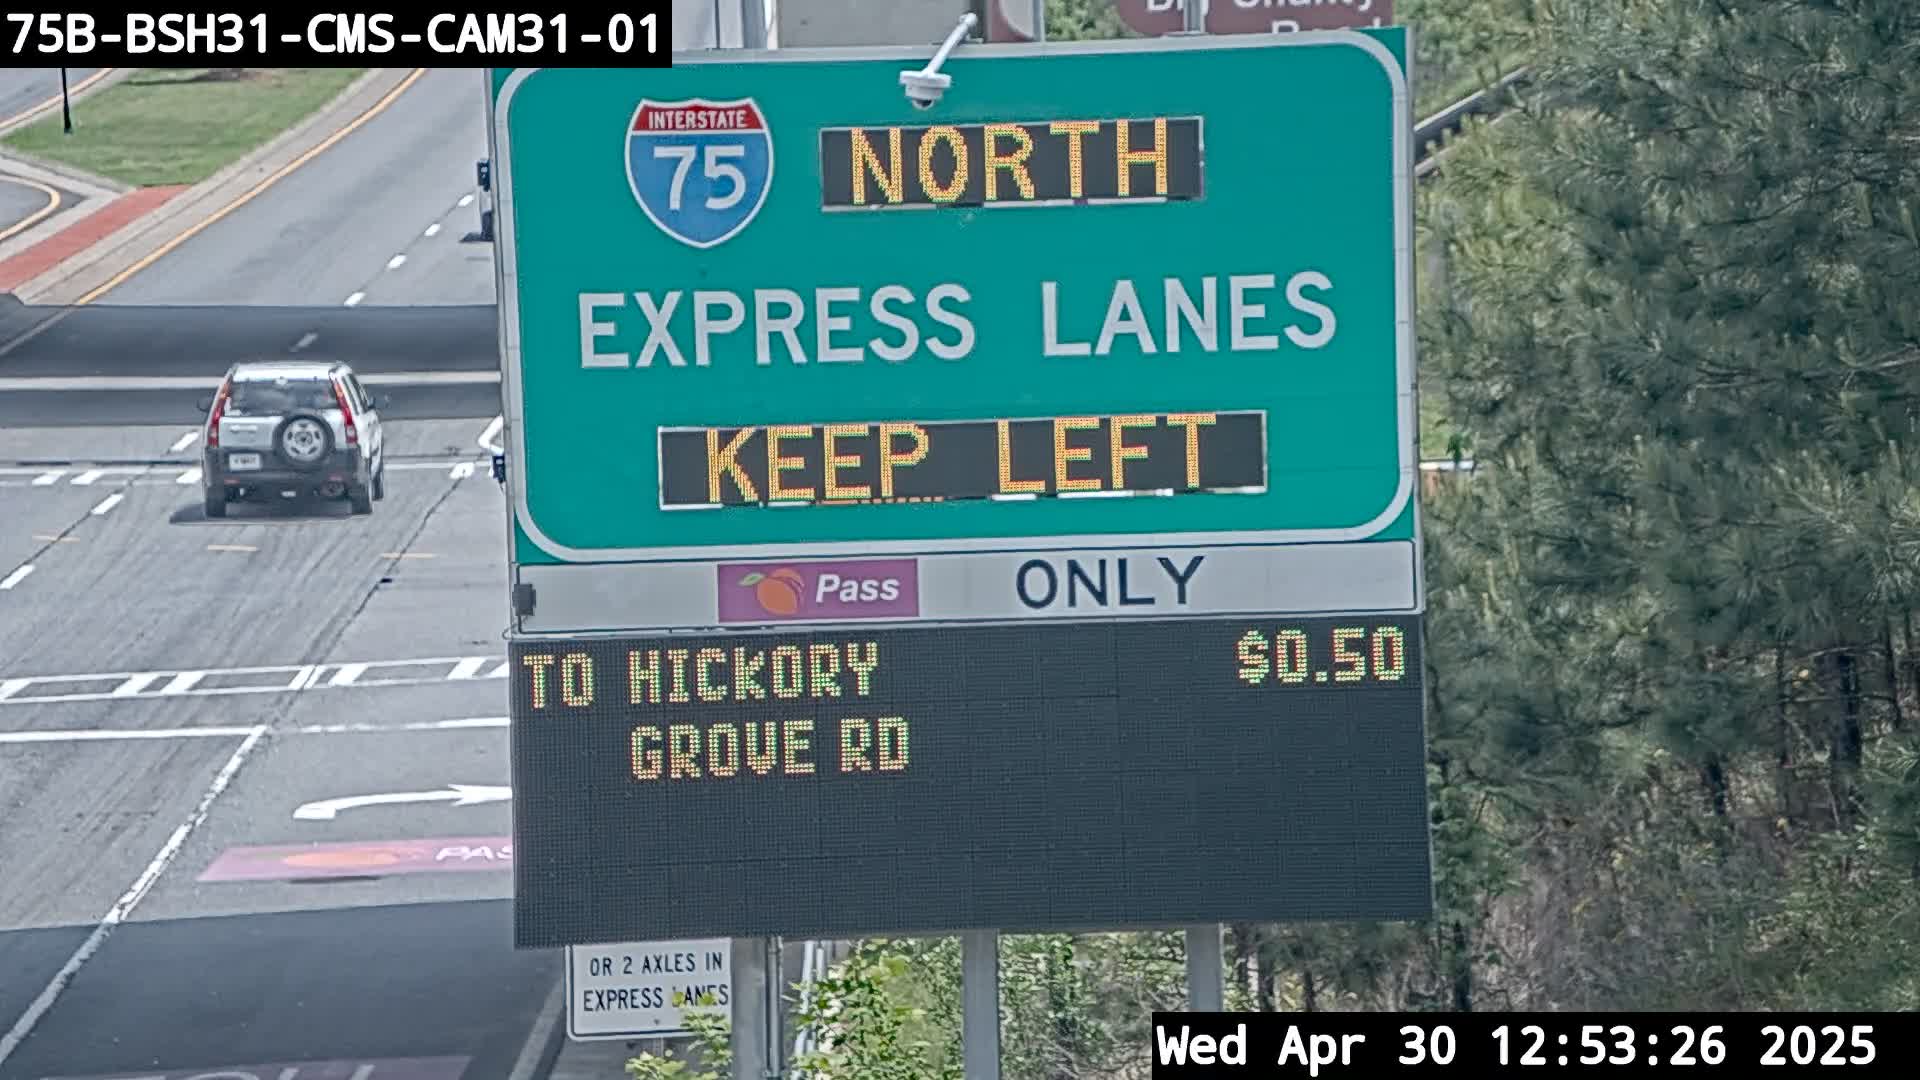 75B-BSH31-CMS-CAM31-01
INTERSTATE
75
NORTH
EXPRESS LANES
KEEP LEFT
Pass ONLY
TO HICKORY $0.50
GROVE RD
OR 2 AXLES IN
EXPRESS LANES
Wed Apr 30 12:53:26 2025